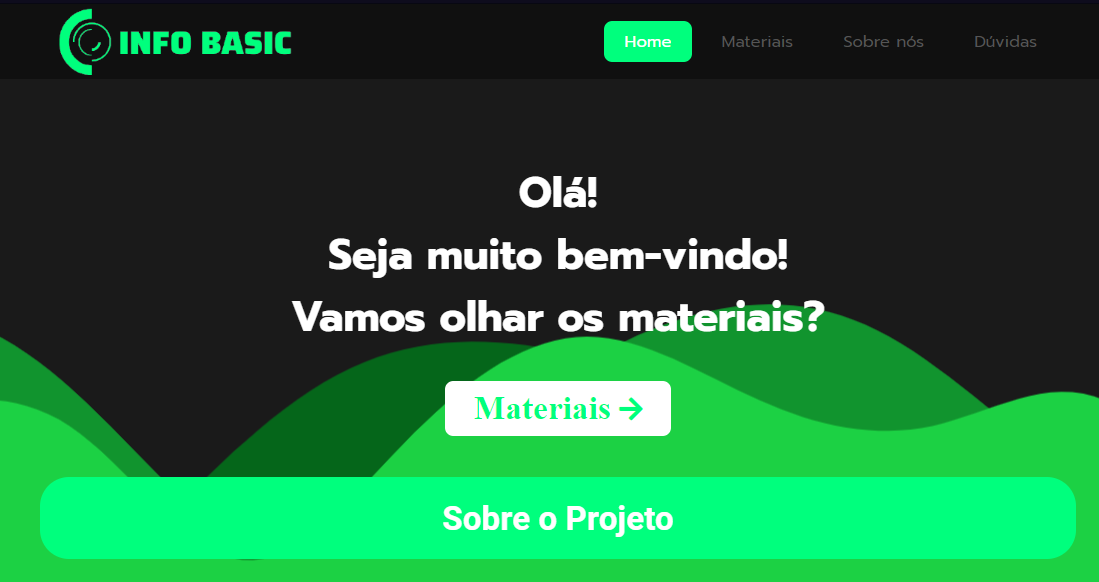 INFO BASIC
Home Materiais Sobre nós Dúvidas
Olá!
Seja muito bem-vindo!
Vamos olhar os materiais?
Materiais →
Sobre o Projeto